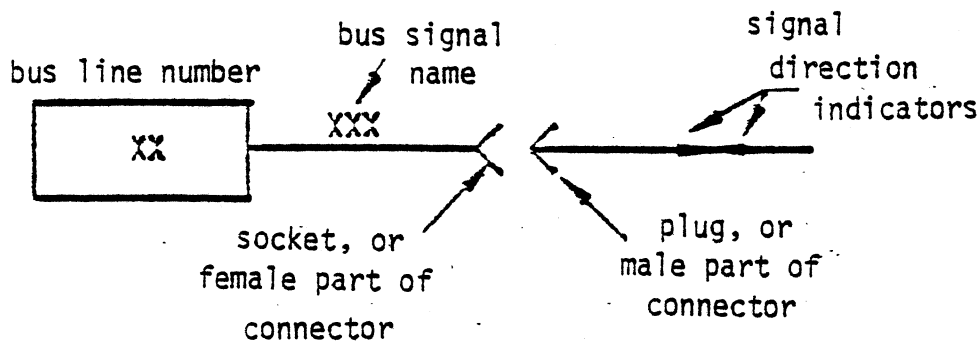 bus line number
XX
bus signal
name
XXX
signal
direction
indicators
socket, or
female part of
connector
plug, or
male part of
connector